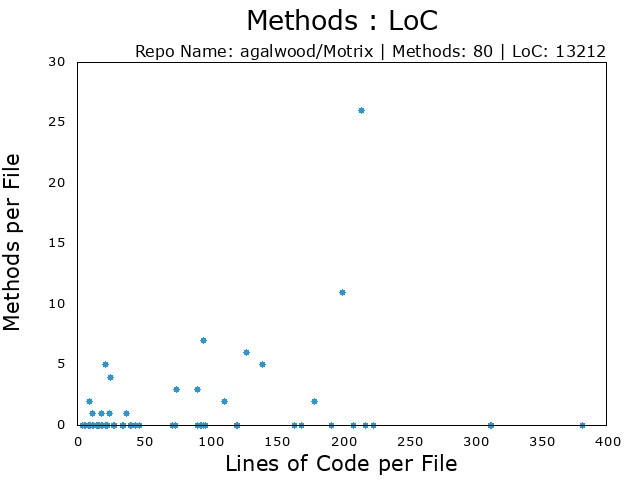 Methods : LoC
Repo Name: agalwood/Motrix | Methods: 80 | LoC: 13212
30
25
20
15
10
5
0
Methods per File
0 50 100 150 200 250 300 350 400
Lines of Code per File